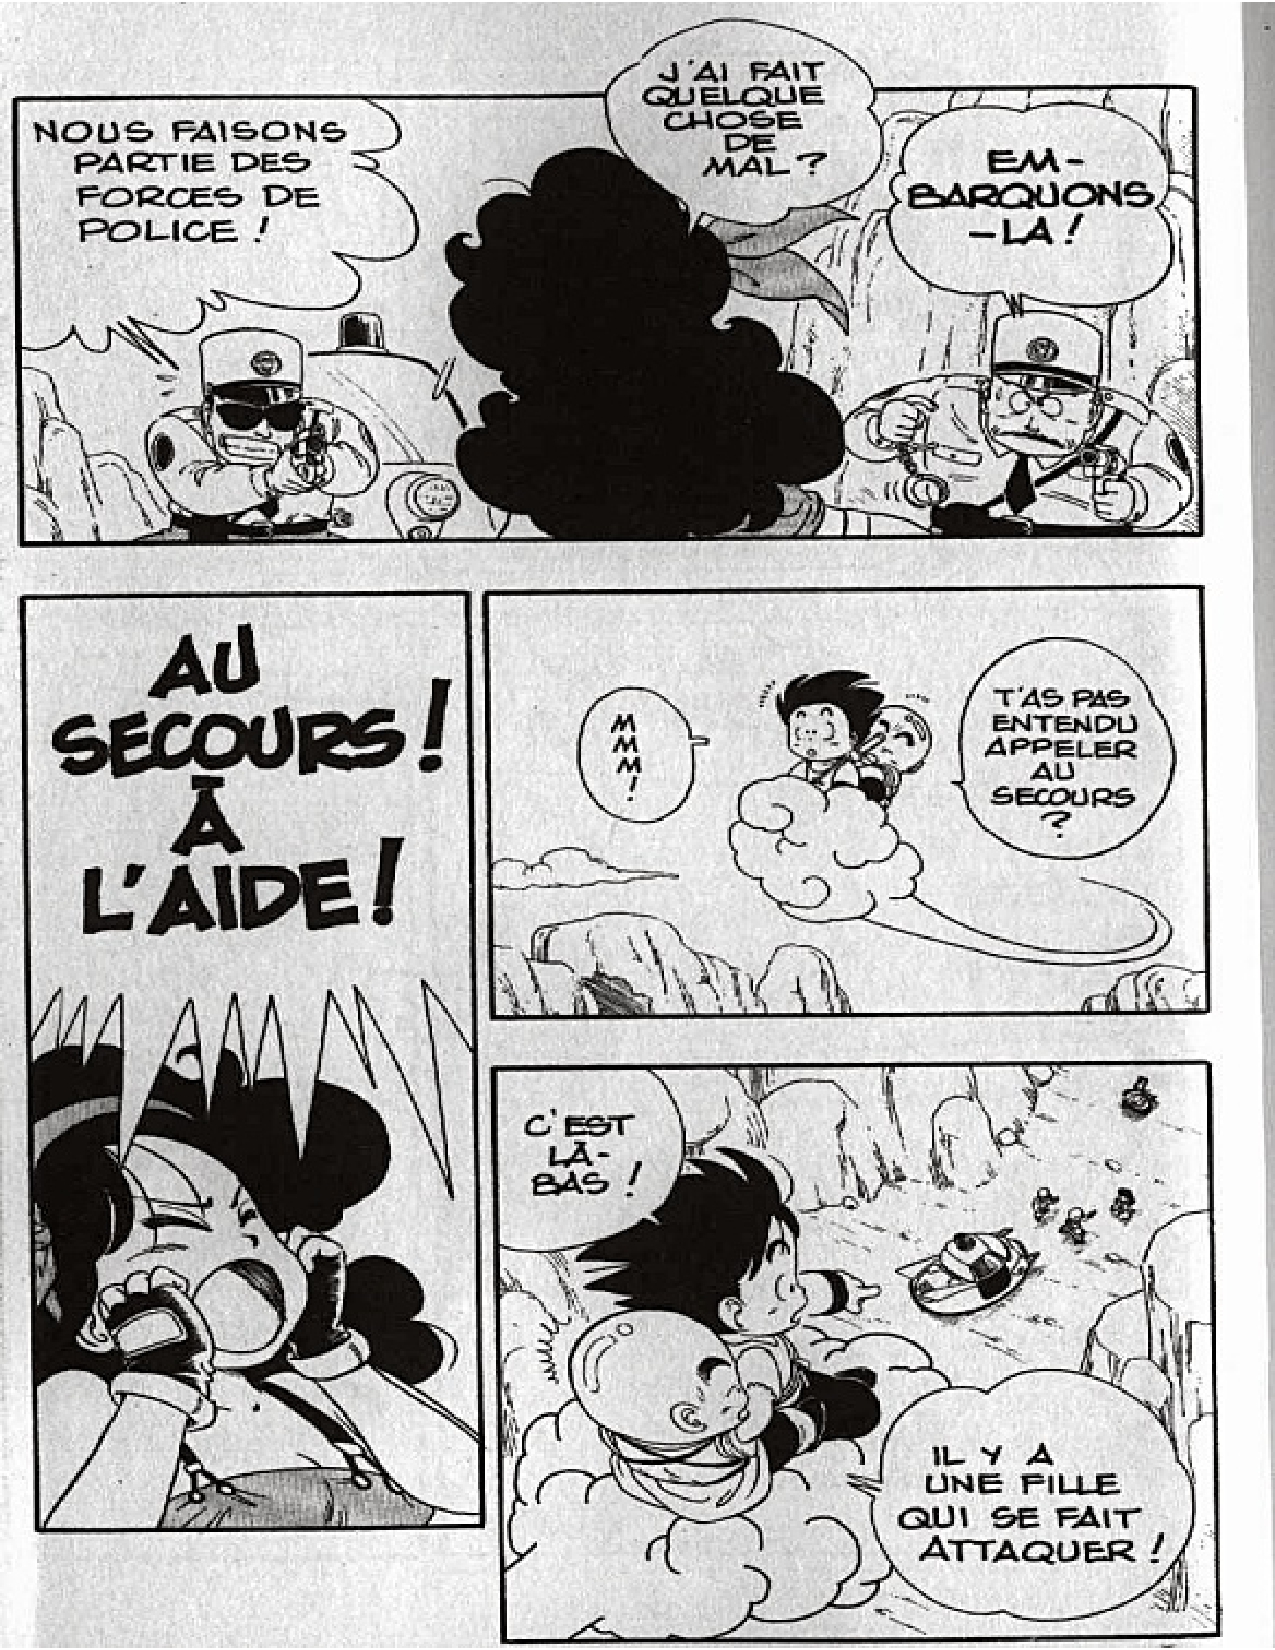 NOUS FAISONS
PARTIE DES
FORCES DE
POLICE !
J'AI FAIT
QUELQUE
CHOSE
DE
MAL ?
EM-
BARQUONS
-LA !
AU
SECOURS !
À
L'AIDE !
T'AS PAS
ENTENDU
APPELER
AU
SECOURS
?
M
M
M
!
C'EST
LÀ-
BAS !
IL Y A
UNE FILLE
QUI SE FAIT
ATTAQUER !